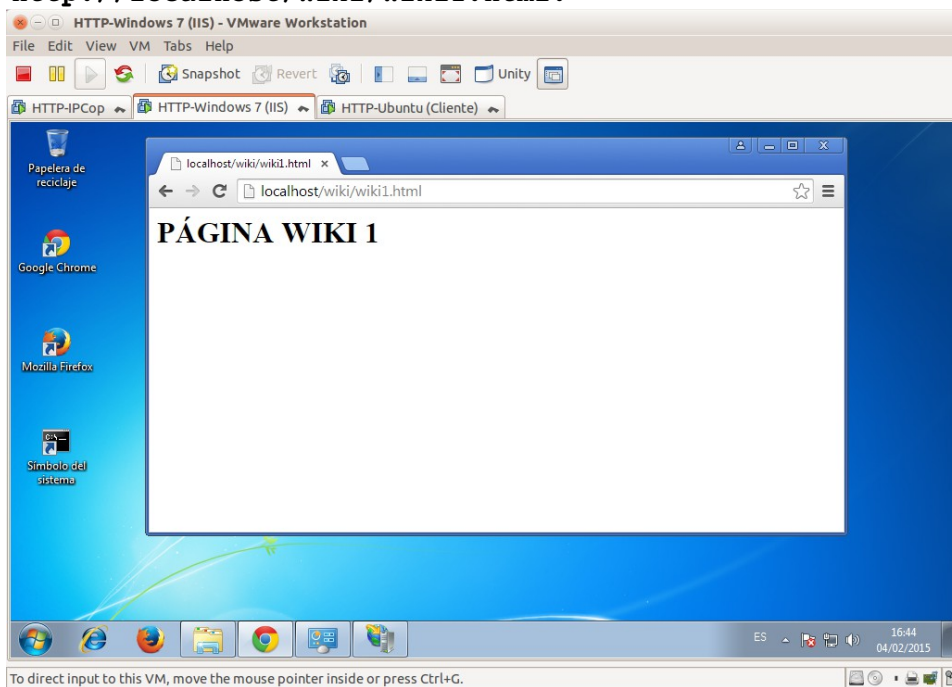 http://localhost/wiki/wiki1.html.
HTTP-Windows 7 (IIS) - VMware Workstation
File Edit View VM Tabs Help
Snapshot Revert Unity
HTTP-IPCop HTTP-Windows 7 (IIS) HTTP-Ubuntu (Cliente)
localhost/wiki/wiki1.html
localhost/wiki/wiki1.html
PÁGINA WIKI 1
Papelera de
reciclaje
Google Chrome
Mozilla Firefox
Símbolo del
sistema
ES 16:44
04/02/2015
To direct input to this VM, move the mouse pointer inside or press Ctrl+G.